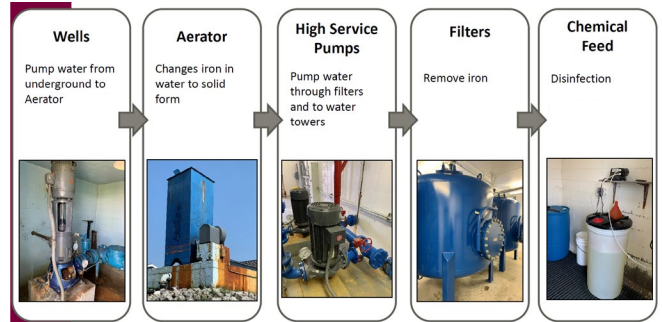 Wells
Pump water from
underground to
Aerator
Aerator
Changes iron in
water to solid
form
High Service
Pumps
Pump water
through filters
and to water
towers
Filters
Remove iron
Chemical
Feed
Disinfection